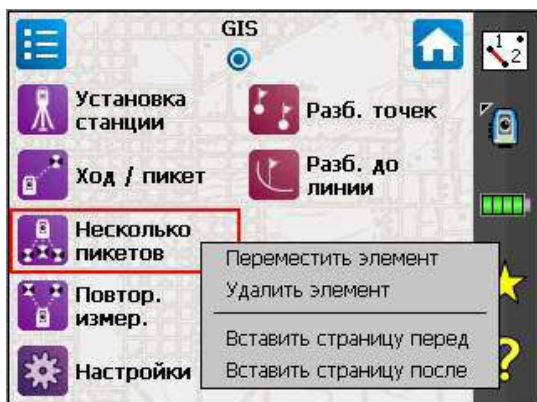 GIS
Установка
станции
Разб. точек
Ход / пикет
Разб. до
линии
Несколько
пикетов
Переместить элемент
Удалить элемент
Повтор.
измер.
Вставить страницу перед
Настройки
Вставить страницу после
1
2
?